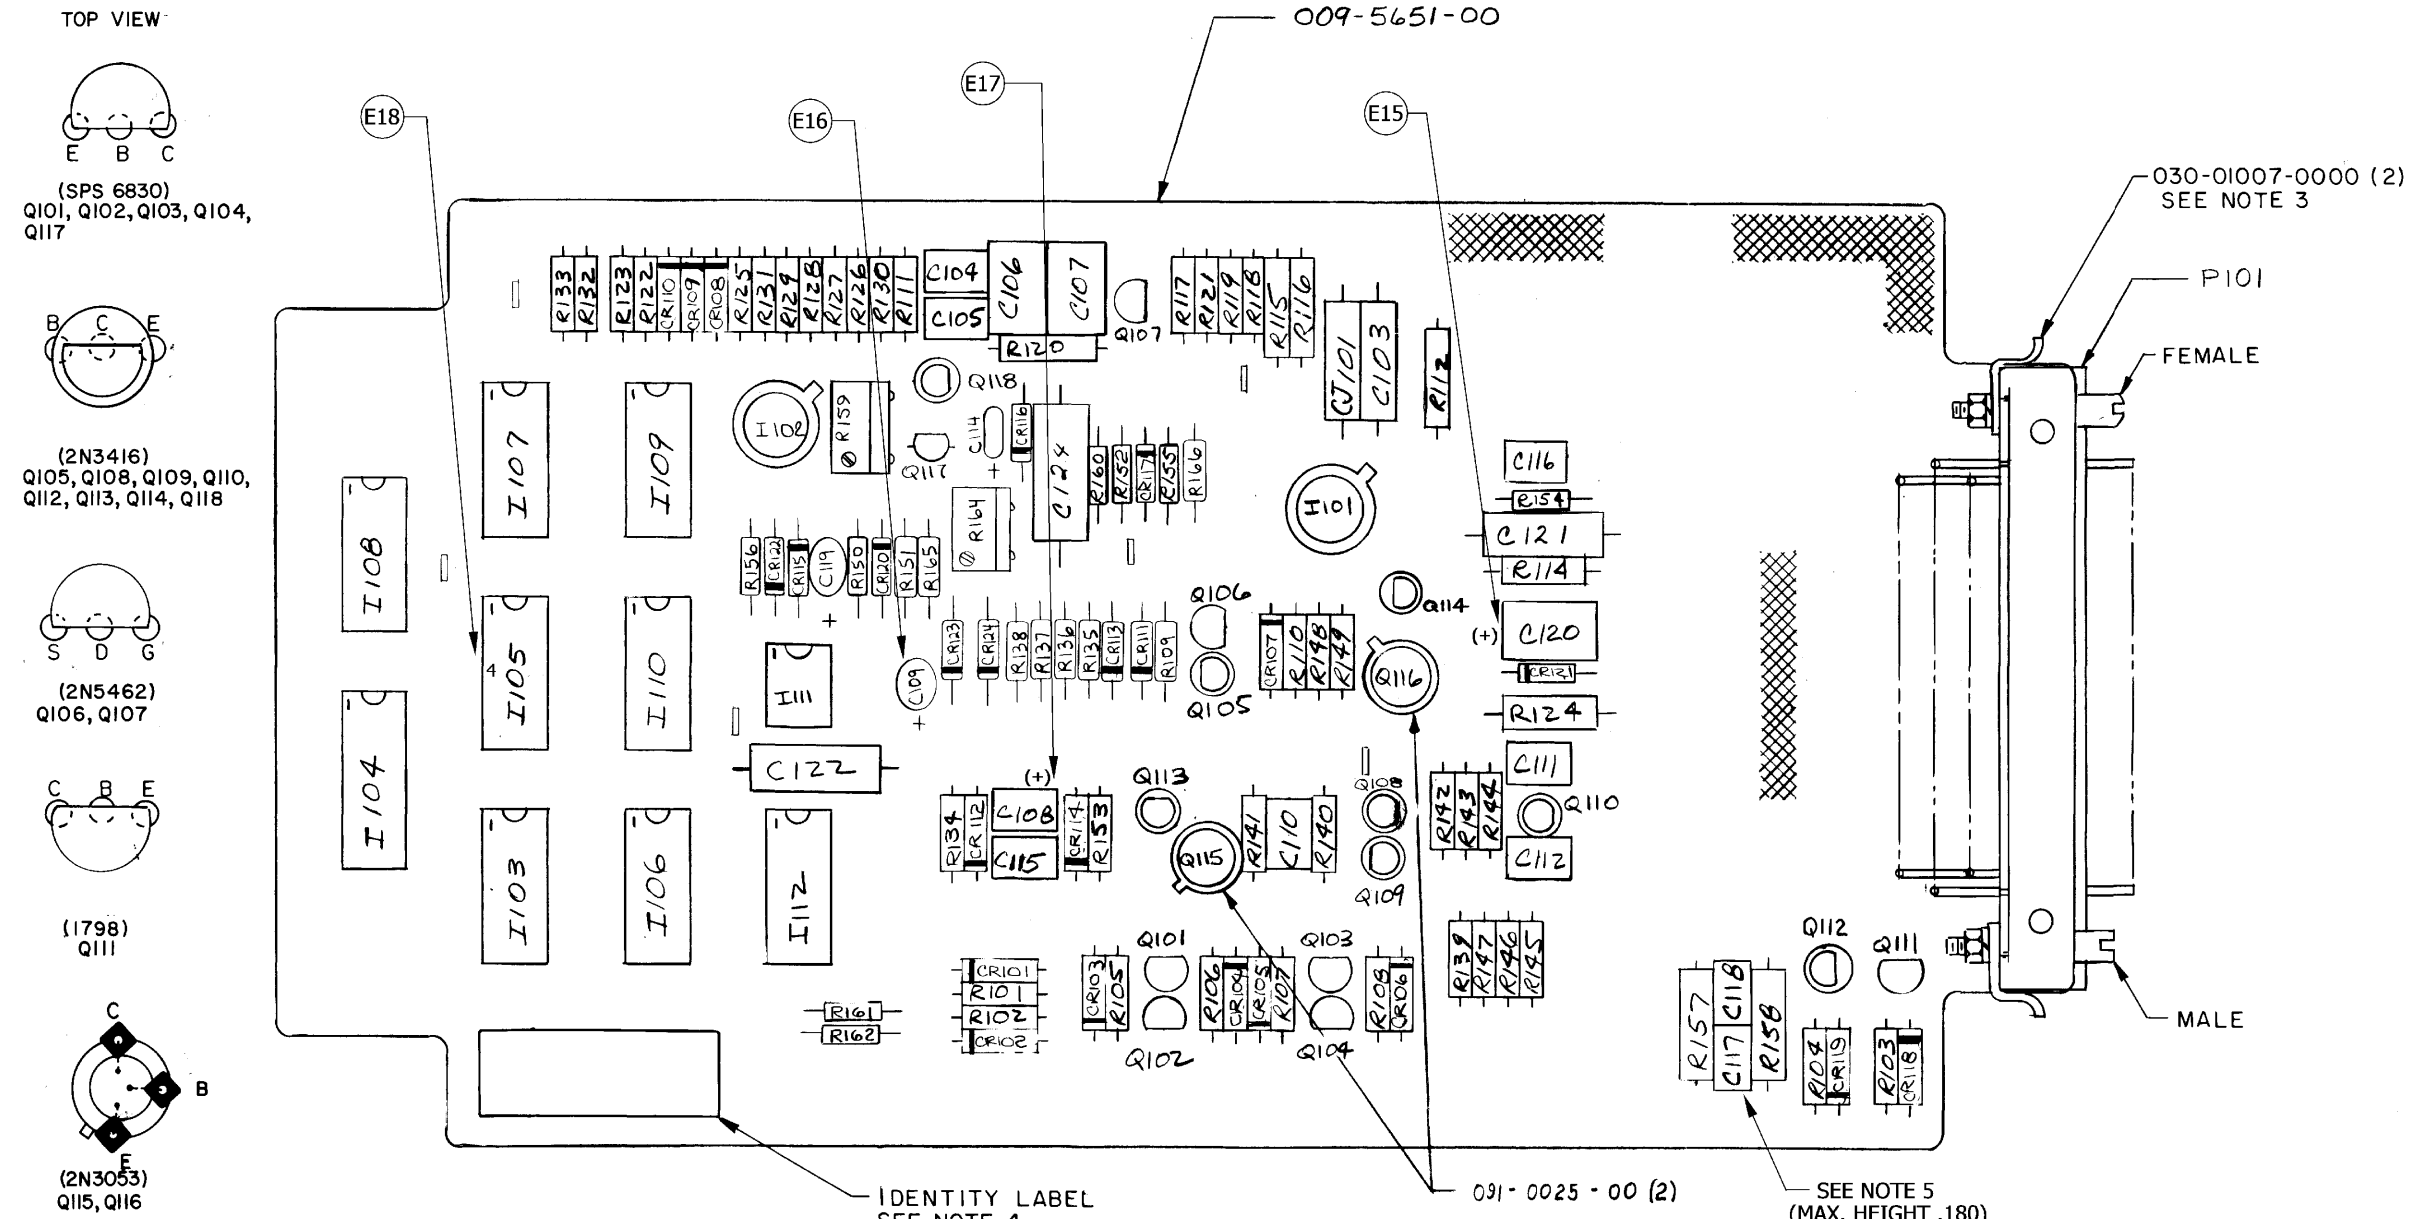 TOP VIEW
E B C
(SPS 6830)
Q101, Q102, Q103, Q104,
Q117
B C E
(2N3416)
Q105, Q108, Q109, Q110,
Q112, Q113, Q114, Q118
S D G
(2N5462)
Q106, Q107
C B E
(1798)
Q111
C
B
E
(2N3053)
Q115, Q116
009-5651-00
E18
E16
E17
E15
030-01007-0000 (2)
SEE NOTE 3
P101
FEMALE
MALE
R133
R132
R123
R122
CR110
CR109
CR108
R125
R131
R129
R128
R127
R126
R130
R111
C104
C105
C106
C107
R120
Q107
R117
R121
R119
R118
R115
R116
CJ101
C103
R112
I107
I109
I102
R159
Q118
Q117
C114
+
CR116
C124
R160
R152
CR117
R155
R166
I101
C116
R154
C121
R114
I108
R156
CR122
CR115
C119
+
R150
CR120
R151
R165
R164
Q114
(+)
C120
CR121
R124
I105
4
I110
I111
C109
+
CR123
CR124
R138
R137
R136
R135
CR113
CR111
R109
Q106
Q105
CR107
R110
R148
R149
Q116
I104
C122
(+)
R134
CR112
C108
C115
CR114
R153
Q113
Q115
R141
C110
R140
Q108
Q109
R142
R143
R144
C111
Q110
C112
I103
I106
I112
CR101
R101
R102
CR102
R161
R162
CR103
R105
Q101
Q102
R106
CR104
CR105
R107
Q103
Q104
R108
CR106
R139
R147
R146
R145
R157
C118
C117
R158
Q112
Q111
R104
CR119
R103
CR118
IDENTITY LABEL
SEE NOTE 4
091-0025-00 (2)
SEE NOTE 5
(MAX. HEIGHT .180)